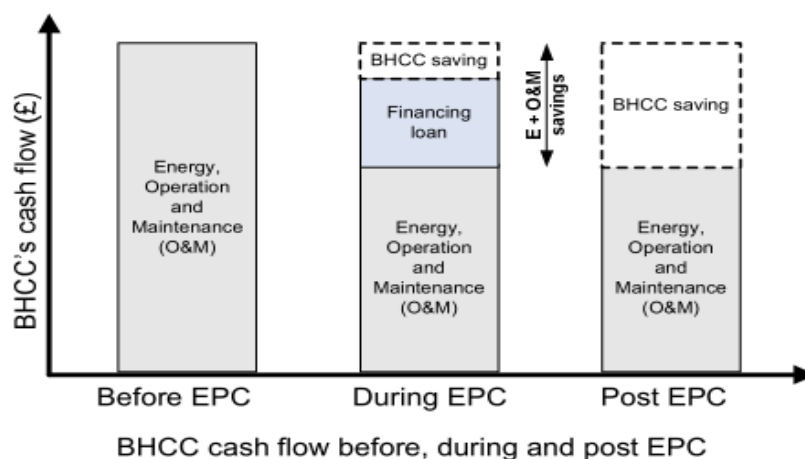 BHCC's cash flow (£)
Energy,
Operation
and
Maintenance
(O&M)
BHCC saving
Financing
loan
Energy,
Operation
and
Maintenance
(O&M)
E + O&M
savings
BHCC saving
Energy,
Operation
and
Maintenance
(O&M)
Before EPC
During EPC
Post EPC
BHCC cash flow before, during and post EPC